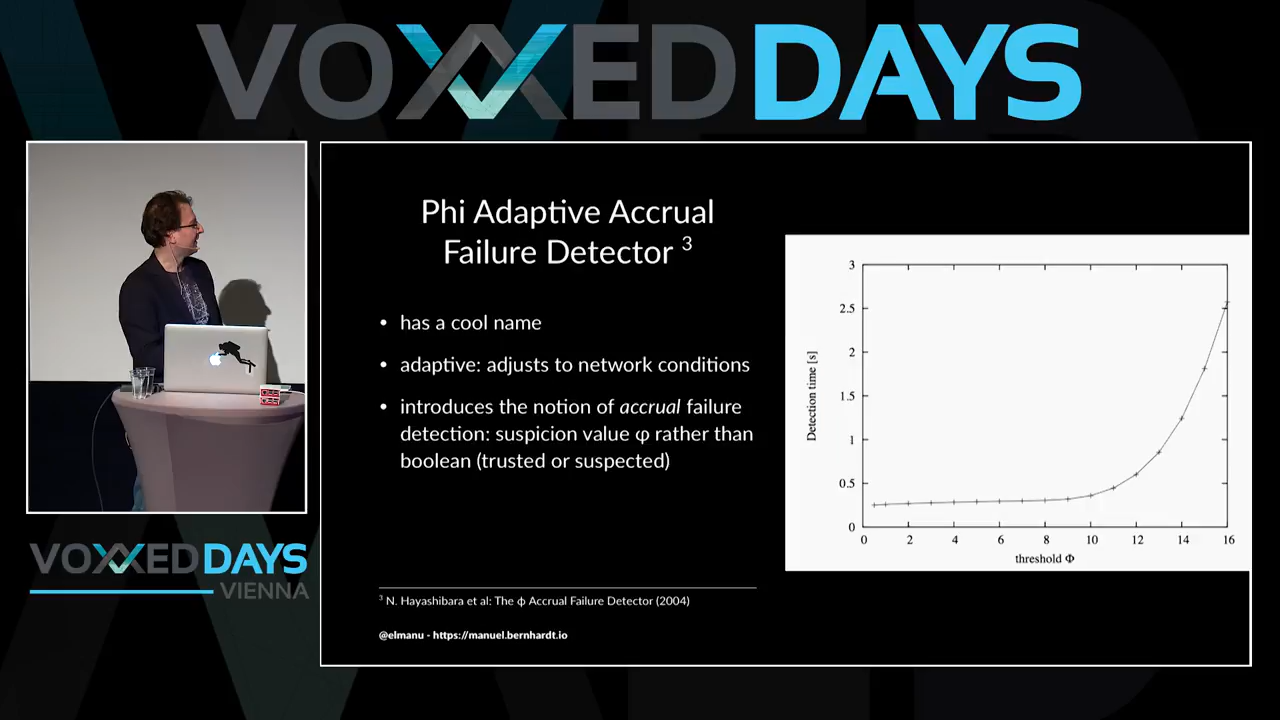 VOXXED DAYS
Phi Adaptive Accrual
Failure Detector ³
• has a cool name
• adaptive: adjusts to network conditions
• introduces the notion of accrual failure
detection: suspicion value φ rather than
boolean (trusted or suspected)
³ N. Hayashibara et al: The ϕ Accrual Failure Detector (2004)
@elmanu - https://manuel.bernhardt.io
3
2.5
2
1.5
1
0.5
0
Detection time [s]
0 2 4 6 8 10 12 14 16
threshold Φ
VOXXED DAYS
VIENNA